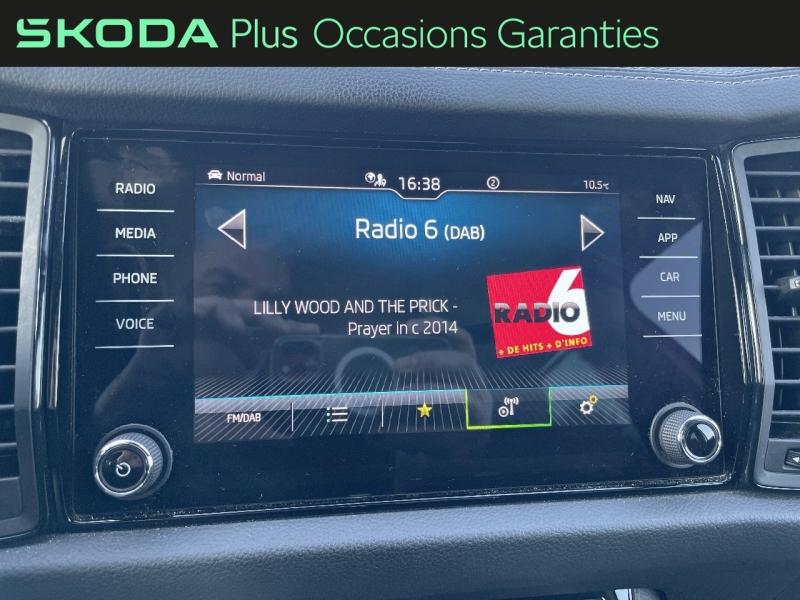 SKODA Plus Occasions Garanties
Normal
16:38
2
10.5°C
RADIO
MEDIA
PHONE
VOICE
Radio 6 (DAB)
LILLY WOOD AND THE PRICK -
Prayer in c 2014
RADIO 6
+ DE HITS + D'INFO
FM/DAB
NAV
APP
CAR
MENU